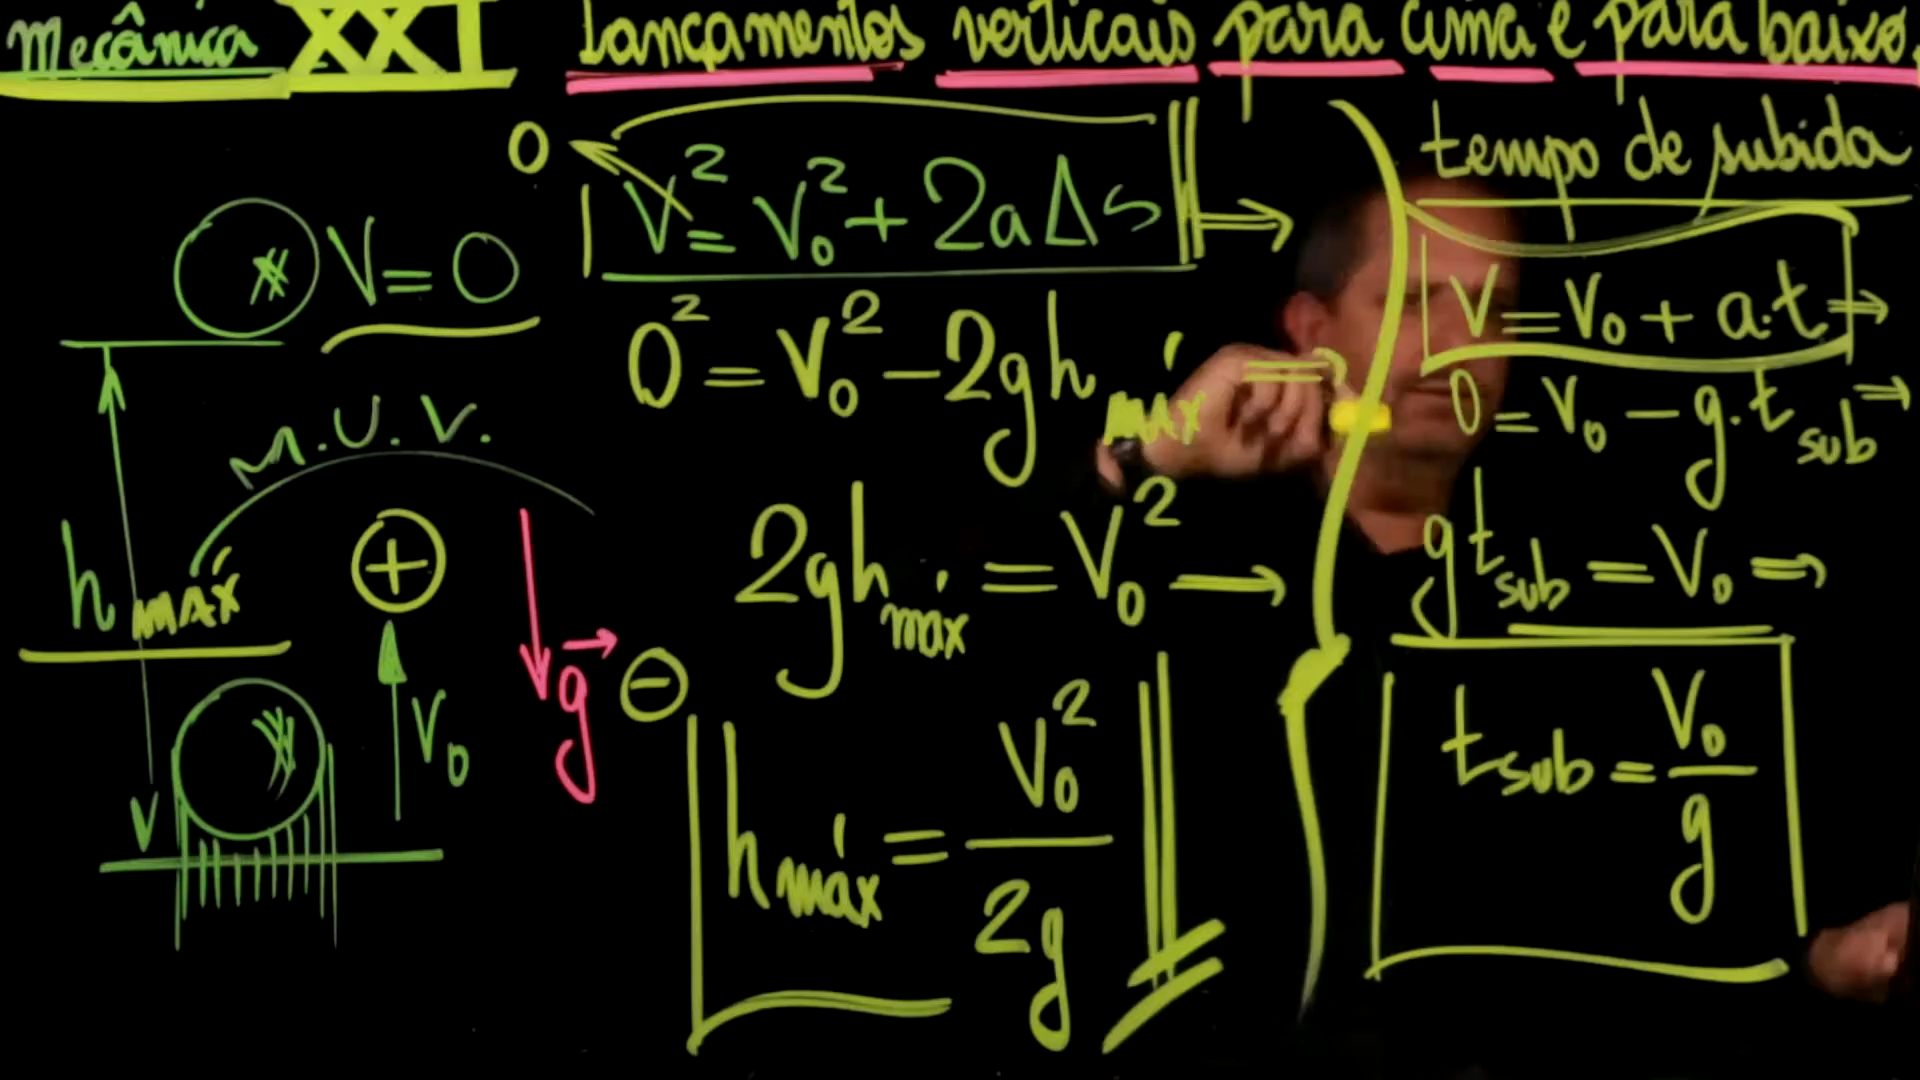 Mecânica XXI Lançamentos verticais para cima e para baixo.
V = 0
M.U.V.
h máx
+
V₀
g⃗
−
V
0
V² = V₀² + 2aΔs ⇒
0² = V₀² − 2gh máx ⇒
2gh máx = V₀² →
h máx = V₀² / 2g
tempo de subida
V = V₀ + a.t ⇒
0 = V₀ − g.t sub ⇒
gt sub = V₀ ⇒
t sub = V₀ / g